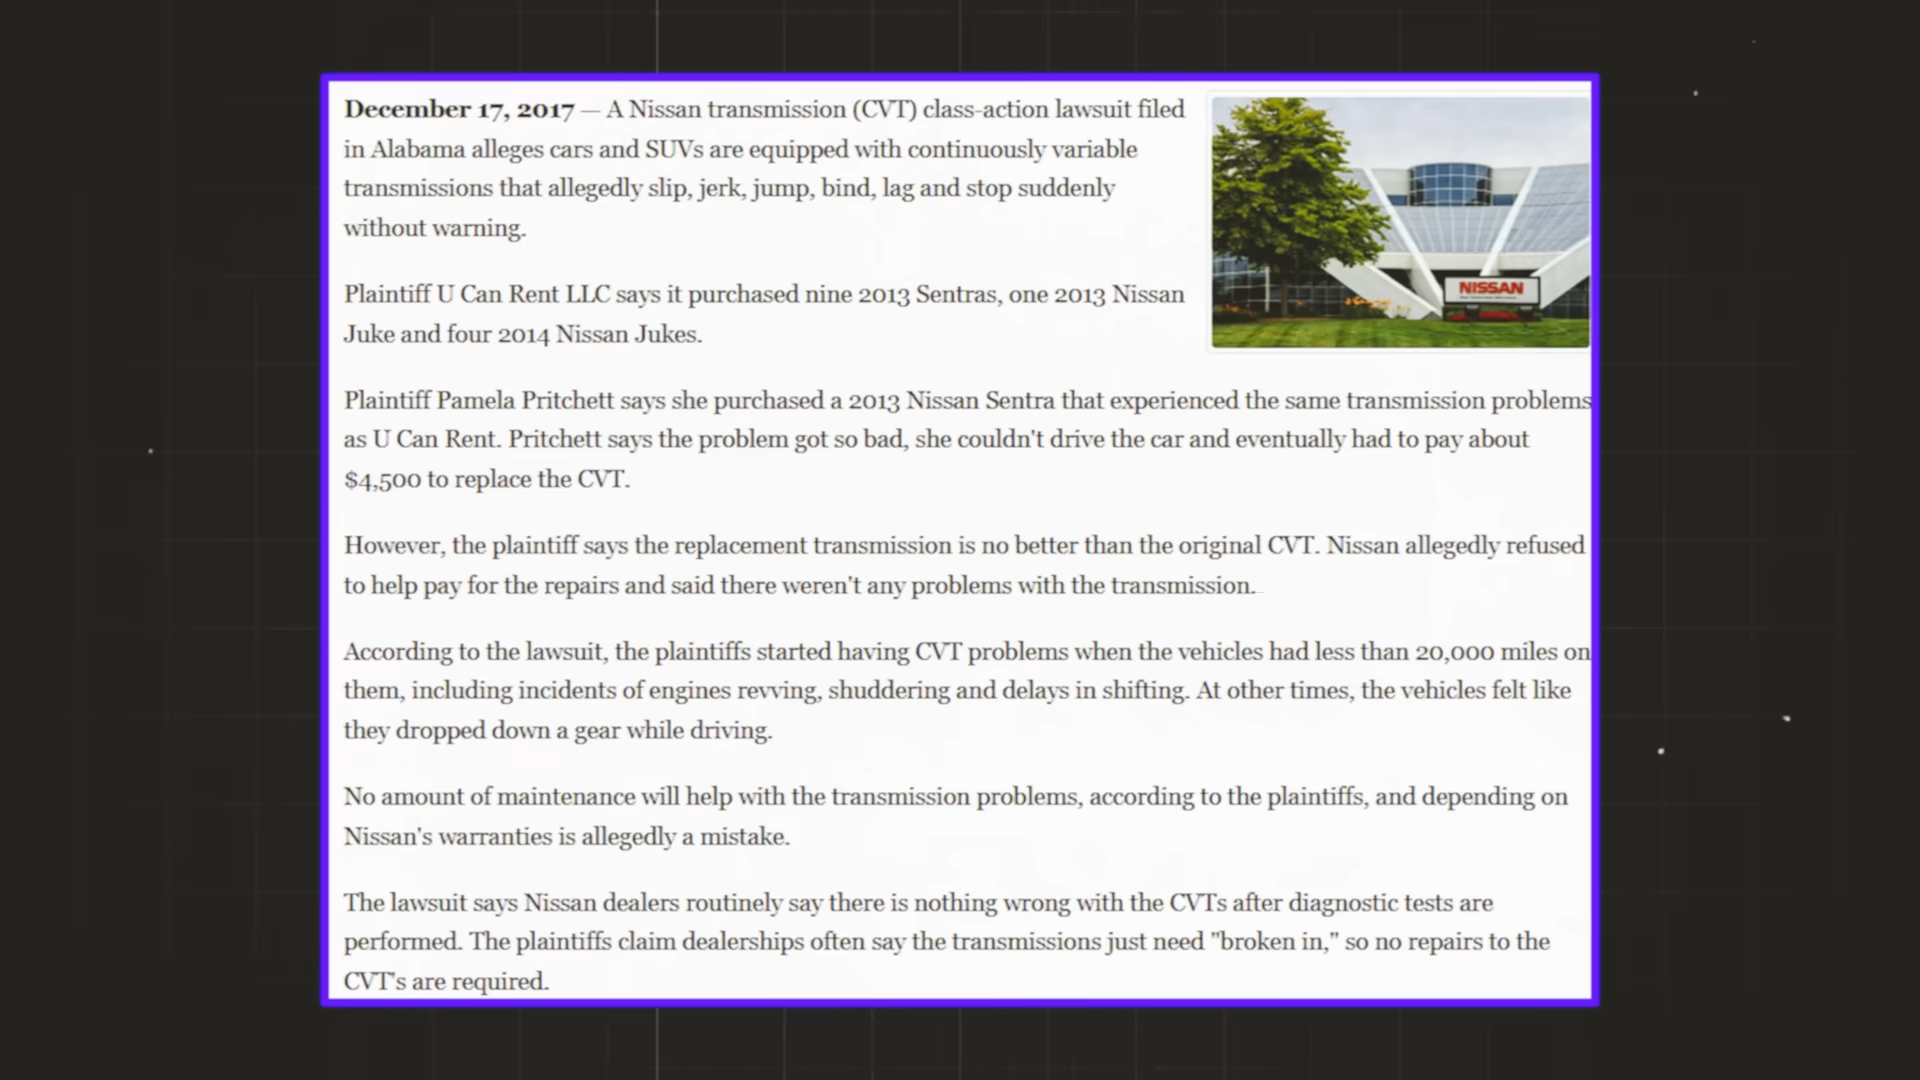 December 17, 2017 — A Nissan transmission (CVT) class-action lawsuit filed
in Alabama alleges cars and SUVs are equipped with continuously variable
transmissions that allegedly slip, jerk, jump, bind, lag and stop suddenly
without warning.
NISSAN
Plaintiff U Can Rent LLC says it purchased nine 2013 Sentras, one 2013 Nissan
Juke and four 2014 Nissan Jukes.
Plaintiff Pamela Pritchett says she purchased a 2013 Nissan Sentra that experienced the same transmission problems
as U Can Rent. Pritchett says the problem got so bad, she couldn't drive the car and eventually had to pay about
$4,500 to replace the CVT.
However, the plaintiff says the replacement transmission is no better than the original CVT. Nissan allegedly refused
to help pay for the repairs and said there weren't any problems with the transmission.
According to the lawsuit, the plaintiffs started having CVT problems when the vehicles had less than 20,000 miles on
them, including incidents of engines revving, shuddering and delays in shifting. At other times, the vehicles felt like
they dropped down a gear while driving.
No amount of maintenance will help with the transmission problems, according to the plaintiffs, and depending on
Nissan's warranties is allegedly a mistake.
The lawsuit says Nissan dealers routinely say there is nothing wrong with the CVTs after diagnostic tests are
performed. The plaintiffs claim dealerships often say the transmissions just need "broken in," so no repairs to the
CVT's are required.